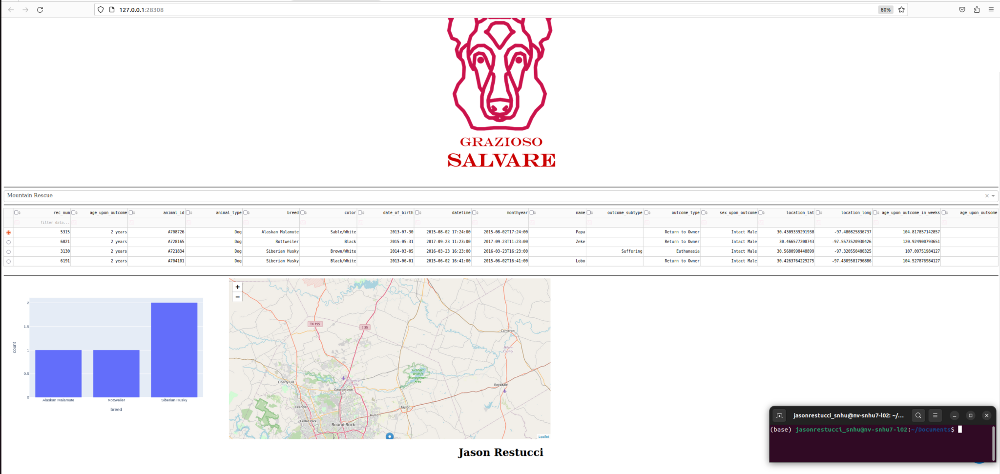 127.0.0.1:28308
80%
GRAZIOSO
SALVARE
Mountain Rescue
rec_num age_upon_outcome animal_id animal_type breed color date_of_birth datetime monthyear name outcome_subtype outcome_type sex_upon_outcome location_lat location_long age_upon_outcome_in_weeks age_upon_outsome
filter data...
5315 2 years A708726 Dog Alaskan Malamute Sable/White 2013-07-30 2015-08-02 17:24:00 2015-08-02T17:24:00 Papa Return to Owner Intact Male 30.4309339291938 -97.480825836737 104.817857142857
6021 2 years A728165 Dog Rottweiler Black 2015-05-31 2017-09-23 11:23:00 2017-09-23T11:23:00 Zeke Return to Owner Intact Male 30.466577208743 -97.5573520930426 120.924900793651
3130 2 years A721834 Dog Siberian Husky Brown/White 2014-03-05 2016-03-23 16:23:00 2016-03-23T16:23:00 Suffering Euthanasia Intact Male 30.5680998448899 -97.320550480325 107.09751984127
6191 2 years A704101 Dog Siberian Husky Black/White 2013-06-01 2015-06-02 16:41:00 2015-06-02T16:41:00 Lobo Return to Owner Intact Male 30.4263764229275 -97.4309581796886 104.527876984127
2
1.5
1
0.5
0
count
Alaskan Malamute Rottweiler Siberian Husky
breed
+
−
TX 195
I 35
Cameron
Milam
County
Granger
Wildlife
Management
Area
Liberty Hill
Williamson
County
Georgetown
Rockdale
Leander
Taylor
Hutto
Cedar Park
Round Rock
Leaflet
Jason Restucci
jasonrestucci_snhu@nv-snhu7-l02: ~/...
(base) jasonrestucci_snhu@nv-snhu7-l02:~/Documents$